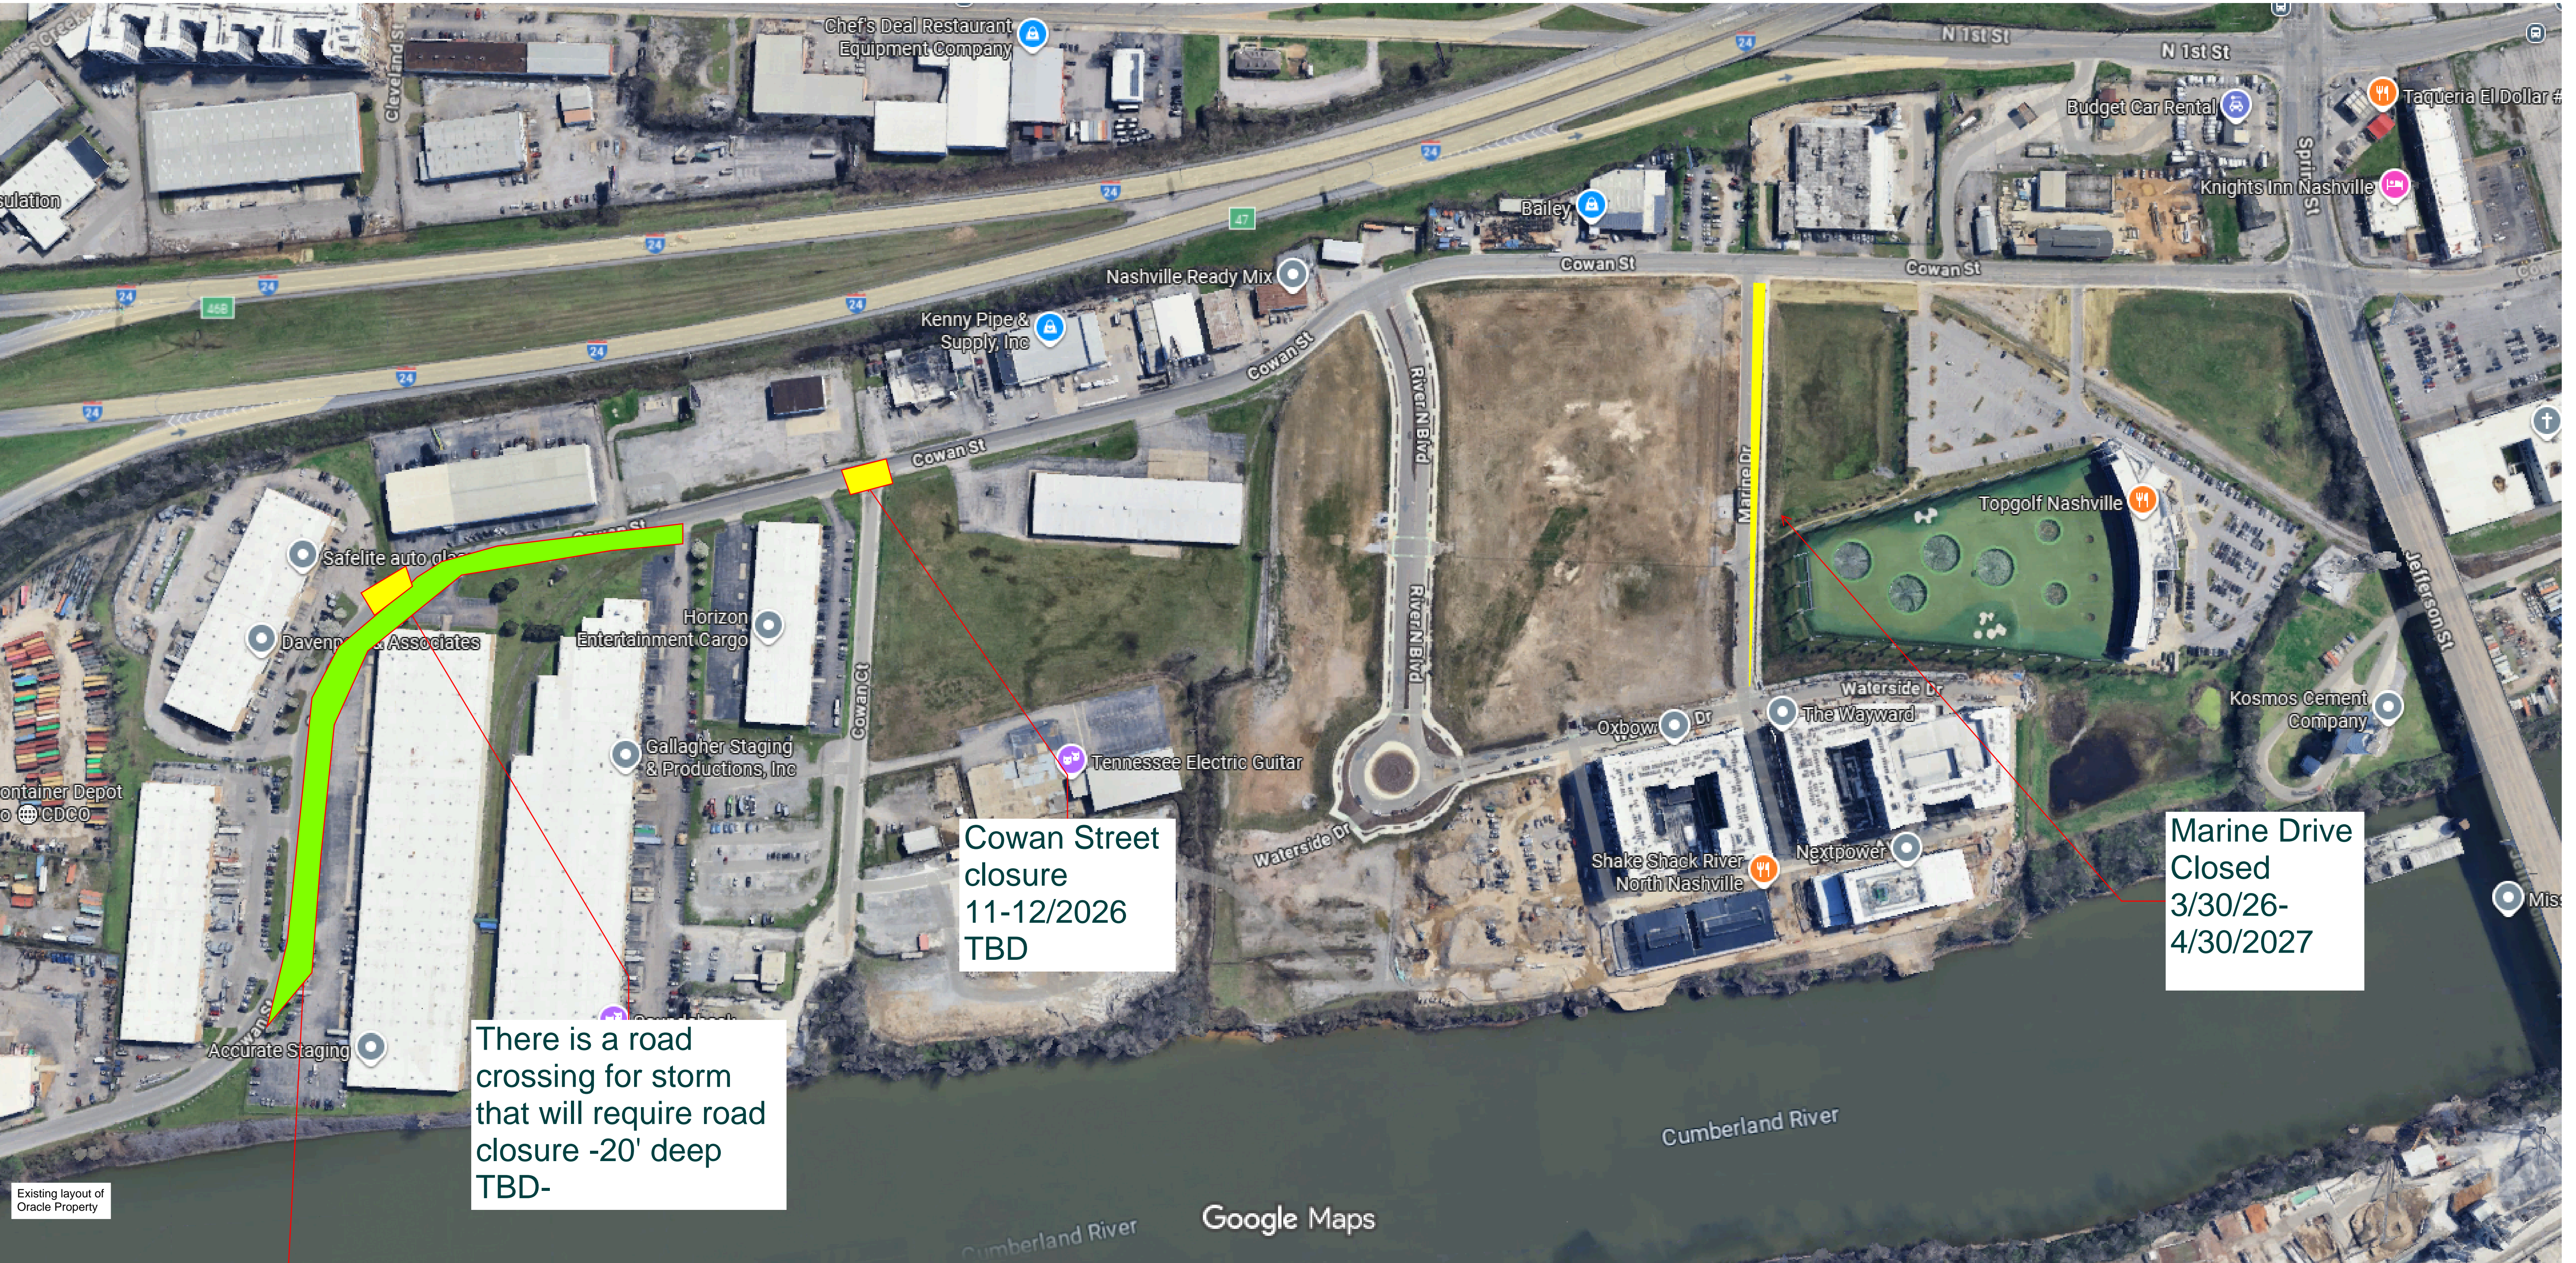 Chef's Deal Restaurant
Equipment Company
Cleveland St
N 1st St
N 1st St
24
Budget Car Rental
Taqueria El Dollar #
Spring St
Knights Inn Nashville
24
24
Bailey
47
24
24
24
46B
24
24
24
24
Cowan St
Cowan St
Nashville Ready Mix
Kenny Pipe &
Supply, Inc
Cowan St
River N Blvd
Marine Dr
Cowan St
Topgolf Nashville
Safelite auto
Jefferson St
Horizon
Entertainment Cargo
& Associates
River N Blvd
Cowan Ct
Waterside Dr
Oxbow
Dr
The Wayward
Kosmos Cement
Company
Gallagher Staging
& Productions, Inc
Tennessee Electric Guitar
CDCO
Waterside Dr
Shake Shack River
North Nashville
Nextpower
Cowan Street
closure
11-12/2026
TBD
Marine Drive
Closed
3/30/26-
4/30/2027
Accurate Staging
There is a road
crossing for storm
that will require road
closure -20' deep
TBD-
Cumberland River
Existing layout of
Oracle Property
Google Maps
Cumberland River